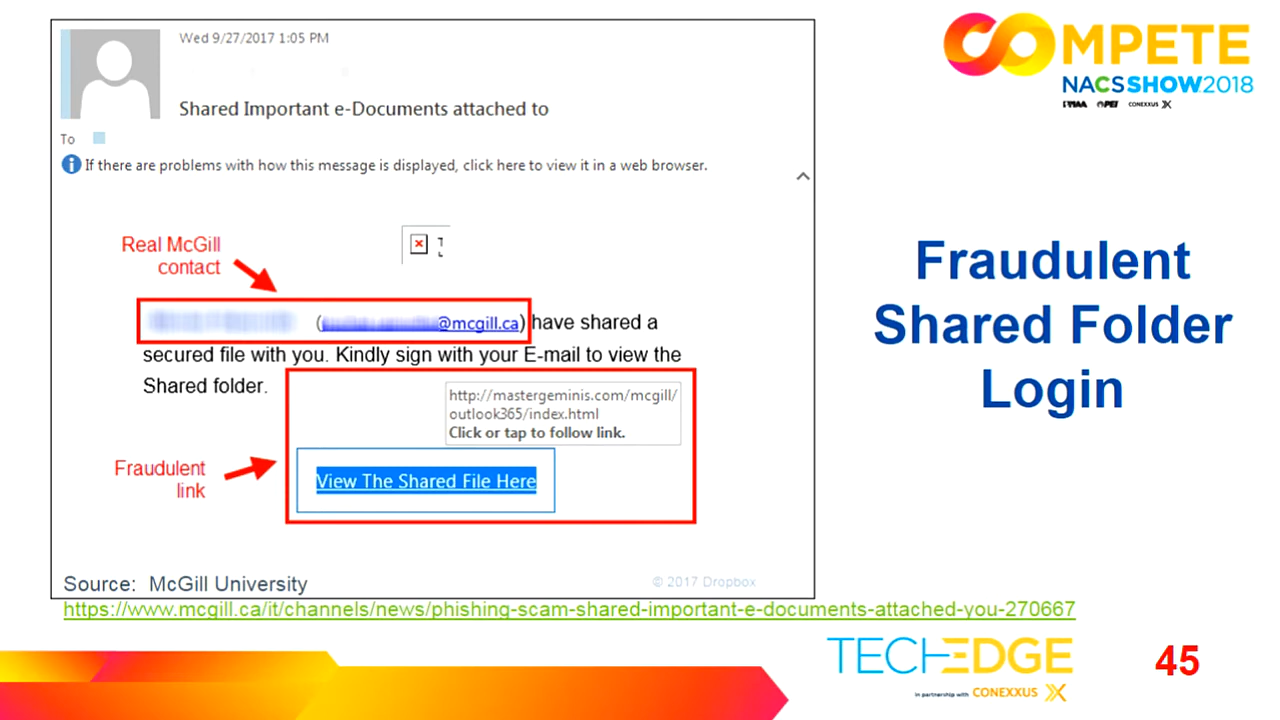 Wed 9/27/2017 1:05 PM
Shared Important e-Documents attached to
To
If there are problems with how this message is displayed, click here to view it in a web browser.
Real McGill
contact
( @mcgill.ca) have shared a
secured file with you. Kindly sign with your E-mail to view the
Shared folder.
http://mastergeminis.com/mcgill/
outlook365/index.html
Click or tap to follow link.
Fraudulent
link
View The Shared File Here
Source: McGill University
© 2017 Dropbox
https://www.mcgill.ca/it/channels/news/phishing-scam-shared-important-e-documents-attached-you-270667
COMPETE
NACSSHOW2018
PEI CONEXXUS
Fraudulent
Shared Folder
Login
TECHEDGE
in partnership with CONEXXUS
45